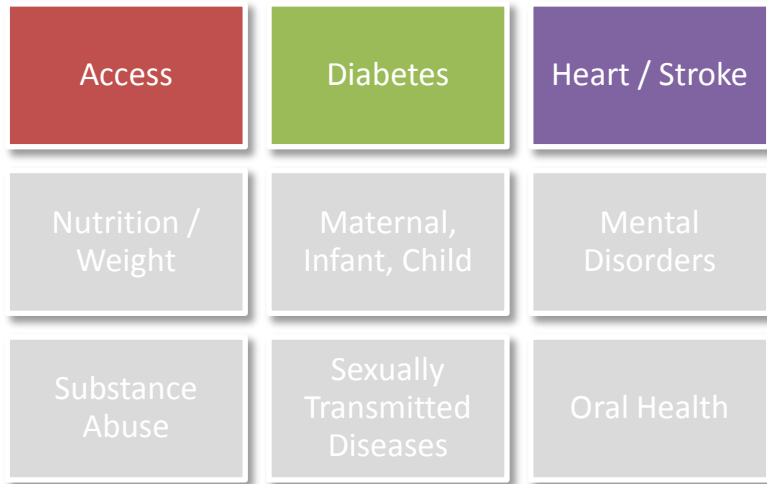 Access
Diabetes
Heart / Stroke
Nutrition /
Weight
Maternal,
Infant, Child
Mental
Disorders
Substance
Abuse
Sexually
Transmitted
Diseases
Oral Health